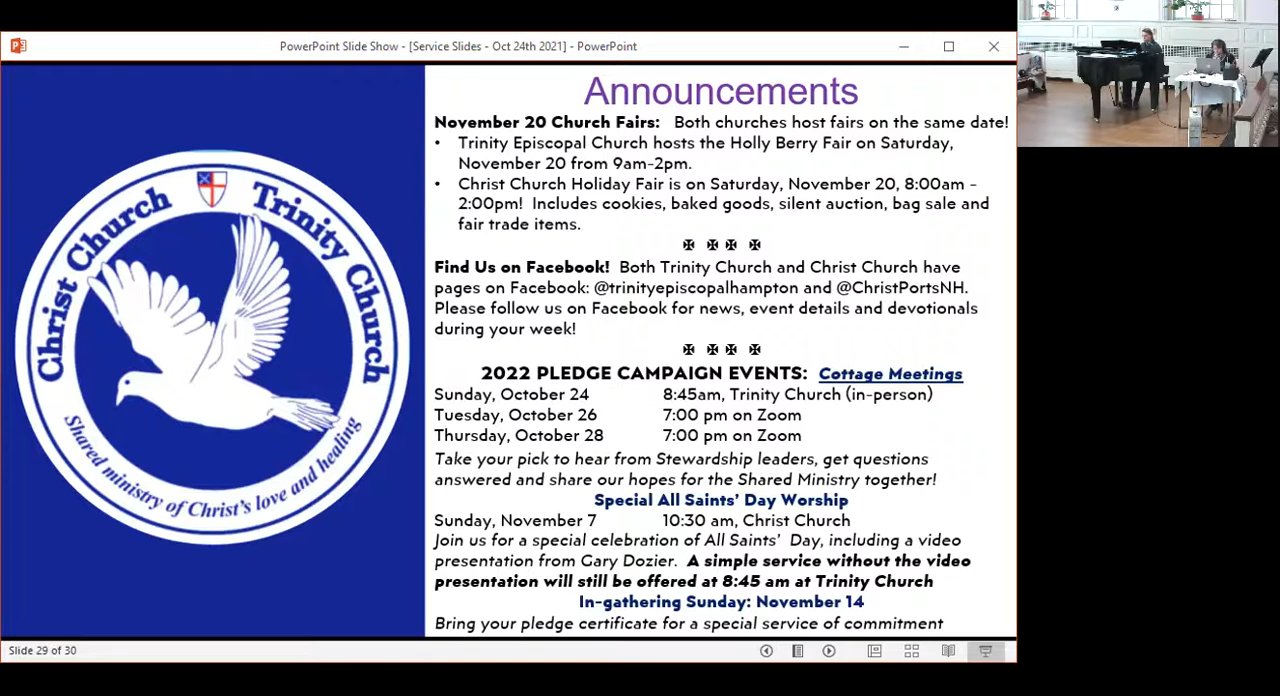 PowerPoint Slide Show - [Service Slides - Oct 24th 2021] - PowerPoint
Christ Church Trinity Church
Shared ministry of Christ's love and healing
Announcements
November 20 Church Fairs: Both churches host fairs on the same date!
• Trinity Episcopal Church hosts the Holly Berry Fair on Saturday,
November 20 from 9am-2pm.
• Christ Church Holiday Fair is on Saturday, November 20, 8:00am -
2:00pm! Includes cookies, baked goods, silent auction, bag sale and
fair trade items.
✠ ✠ ✠ ✠
Find Us on Facebook! Both Trinity Church and Christ Church have
pages on Facebook: @trinityepiscopalhampton and @ChristPortsNH.
Please follow us on Facebook for news, event details and devotionals
during your week!
✠ ✠ ✠ ✠
2022 PLEDGE CAMPAIGN EVENTS: Cottage Meetings
Sunday, October 24 8:45am, Trinity Church (in-person)
Tuesday, October 26 7:00 pm on Zoom
Thursday, October 28 7:00 pm on Zoom
Take your pick to hear from Stewardship leaders, get questions
answered and share our hopes for the Shared Ministry together!
Special All Saints' Day Worship
Sunday, November 7 10:30 am, Christ Church
Join us for a special celebration of All Saints' Day, including a video
presentation from Gary Dozier. A simple service without the video
presentation will still be offered at 8:45 am at Trinity Church
In-gathering Sunday: November 14
Bring your pledge certificate for a special service of commitment
Slide 29 of 30